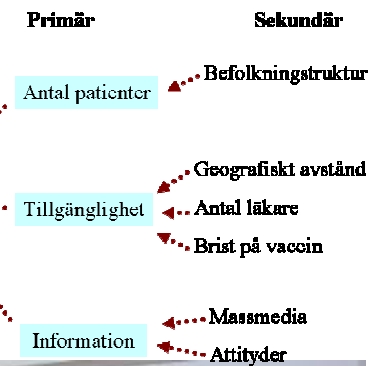 Primär Sekundär
Befolkningstruktur
Antal patienter
Geografiskt avstånd
Tillgänglighet Antal läkare
Brist på vaccin
Massmedia
Information
Attityder